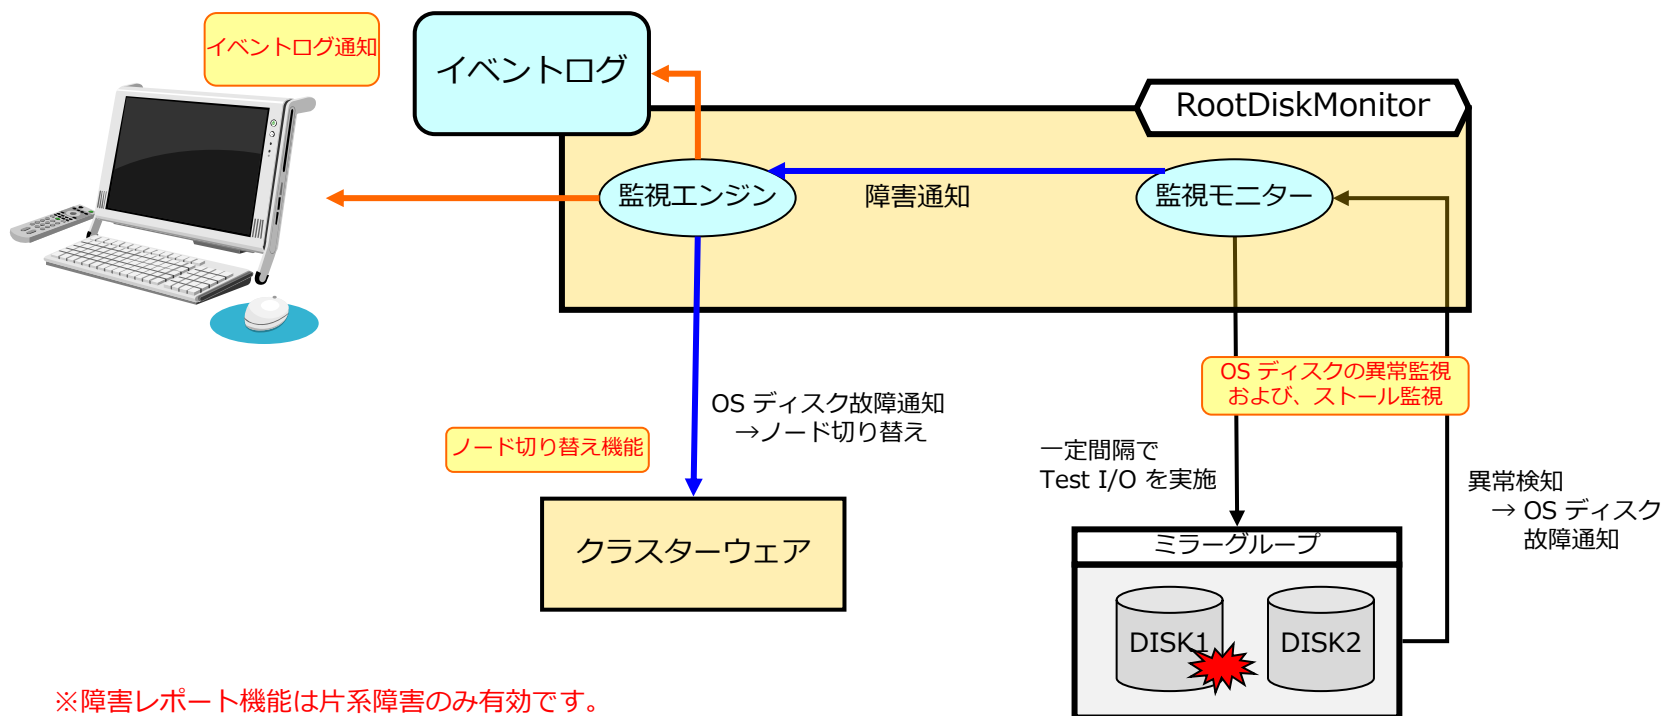 イベントログ通知
イベントログ
RootDiskMonitor
監視エンジン
障害通知
監視モニター
OS ディスクの異常監視
および、ストール監視
OS ディスク故障通知
→ノード切り替え
ノード切り替え機能
一定間隔で
Test I/O を実施
異常検知
→ OS ディスク
故障通知
クラスターウェア
ミラーグループ
DISK1
DISK2
※障害レポート機能は片系障害のみ有効です。